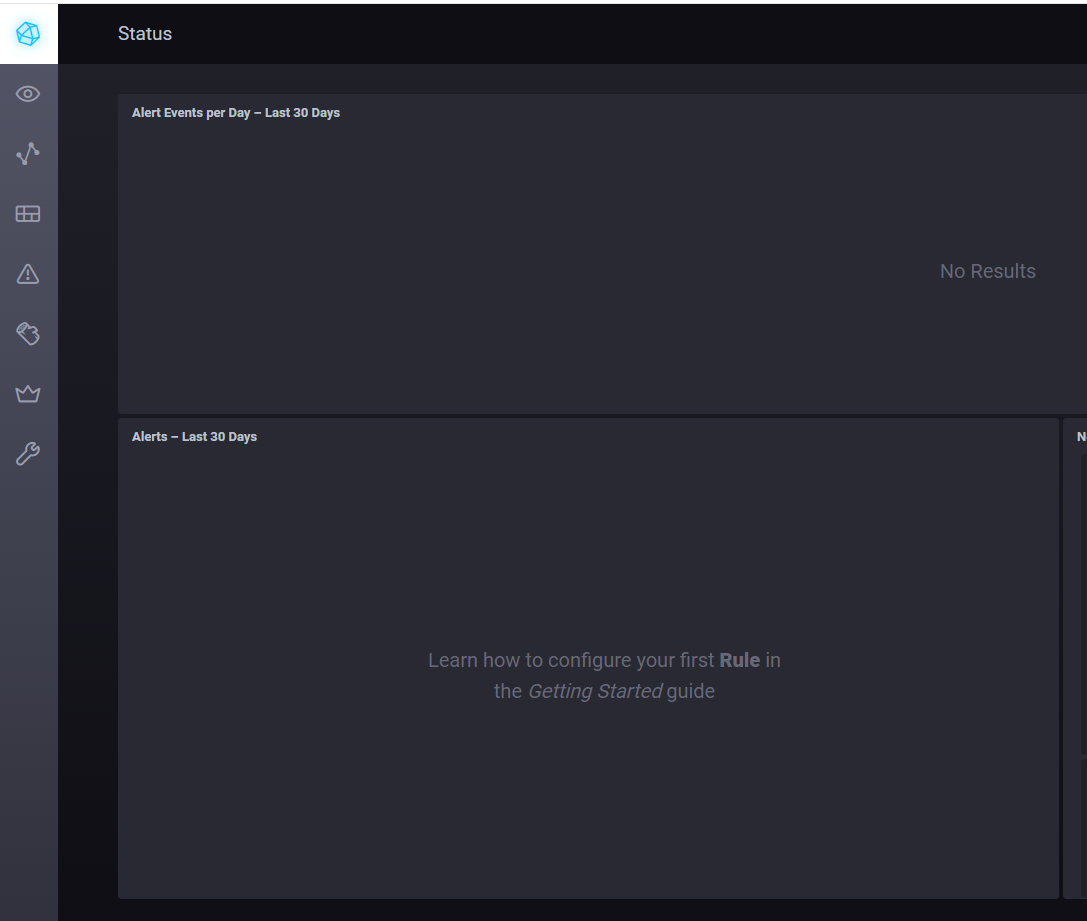 Status
Alert Events per Day – Last 30 Days
No Results
Alerts – Last 30 Days
Learn how to configure your first Rule in
the Getting Started guide